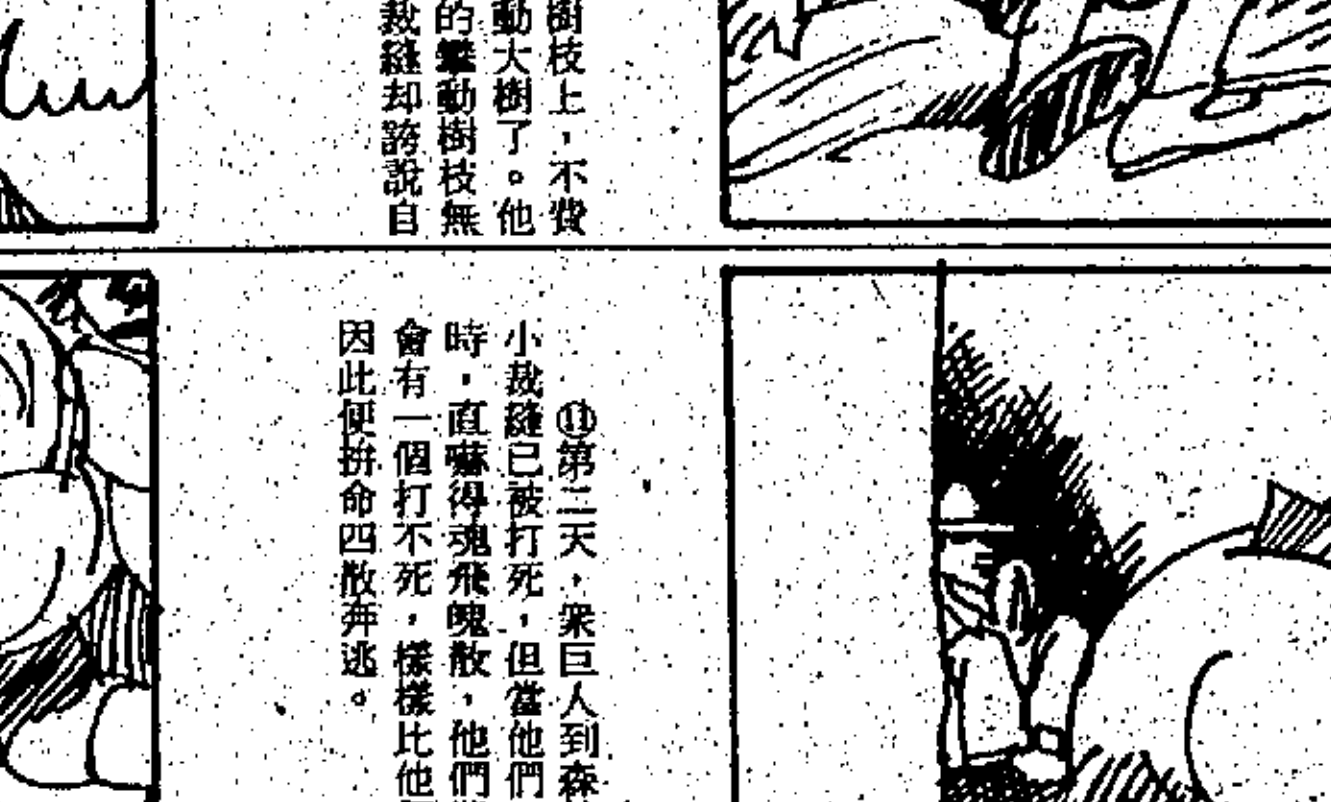 樹枝上，不費
動大樹了。他
的攀動樹枝無
裁縫却誇說自
⑪第二天，衆巨人到森
小裁縫已被打死，但當他們
時，直嚇得魂飛魄散，他們
會有一個打不死，樣樣比他
因此便拚命四散奔逃。